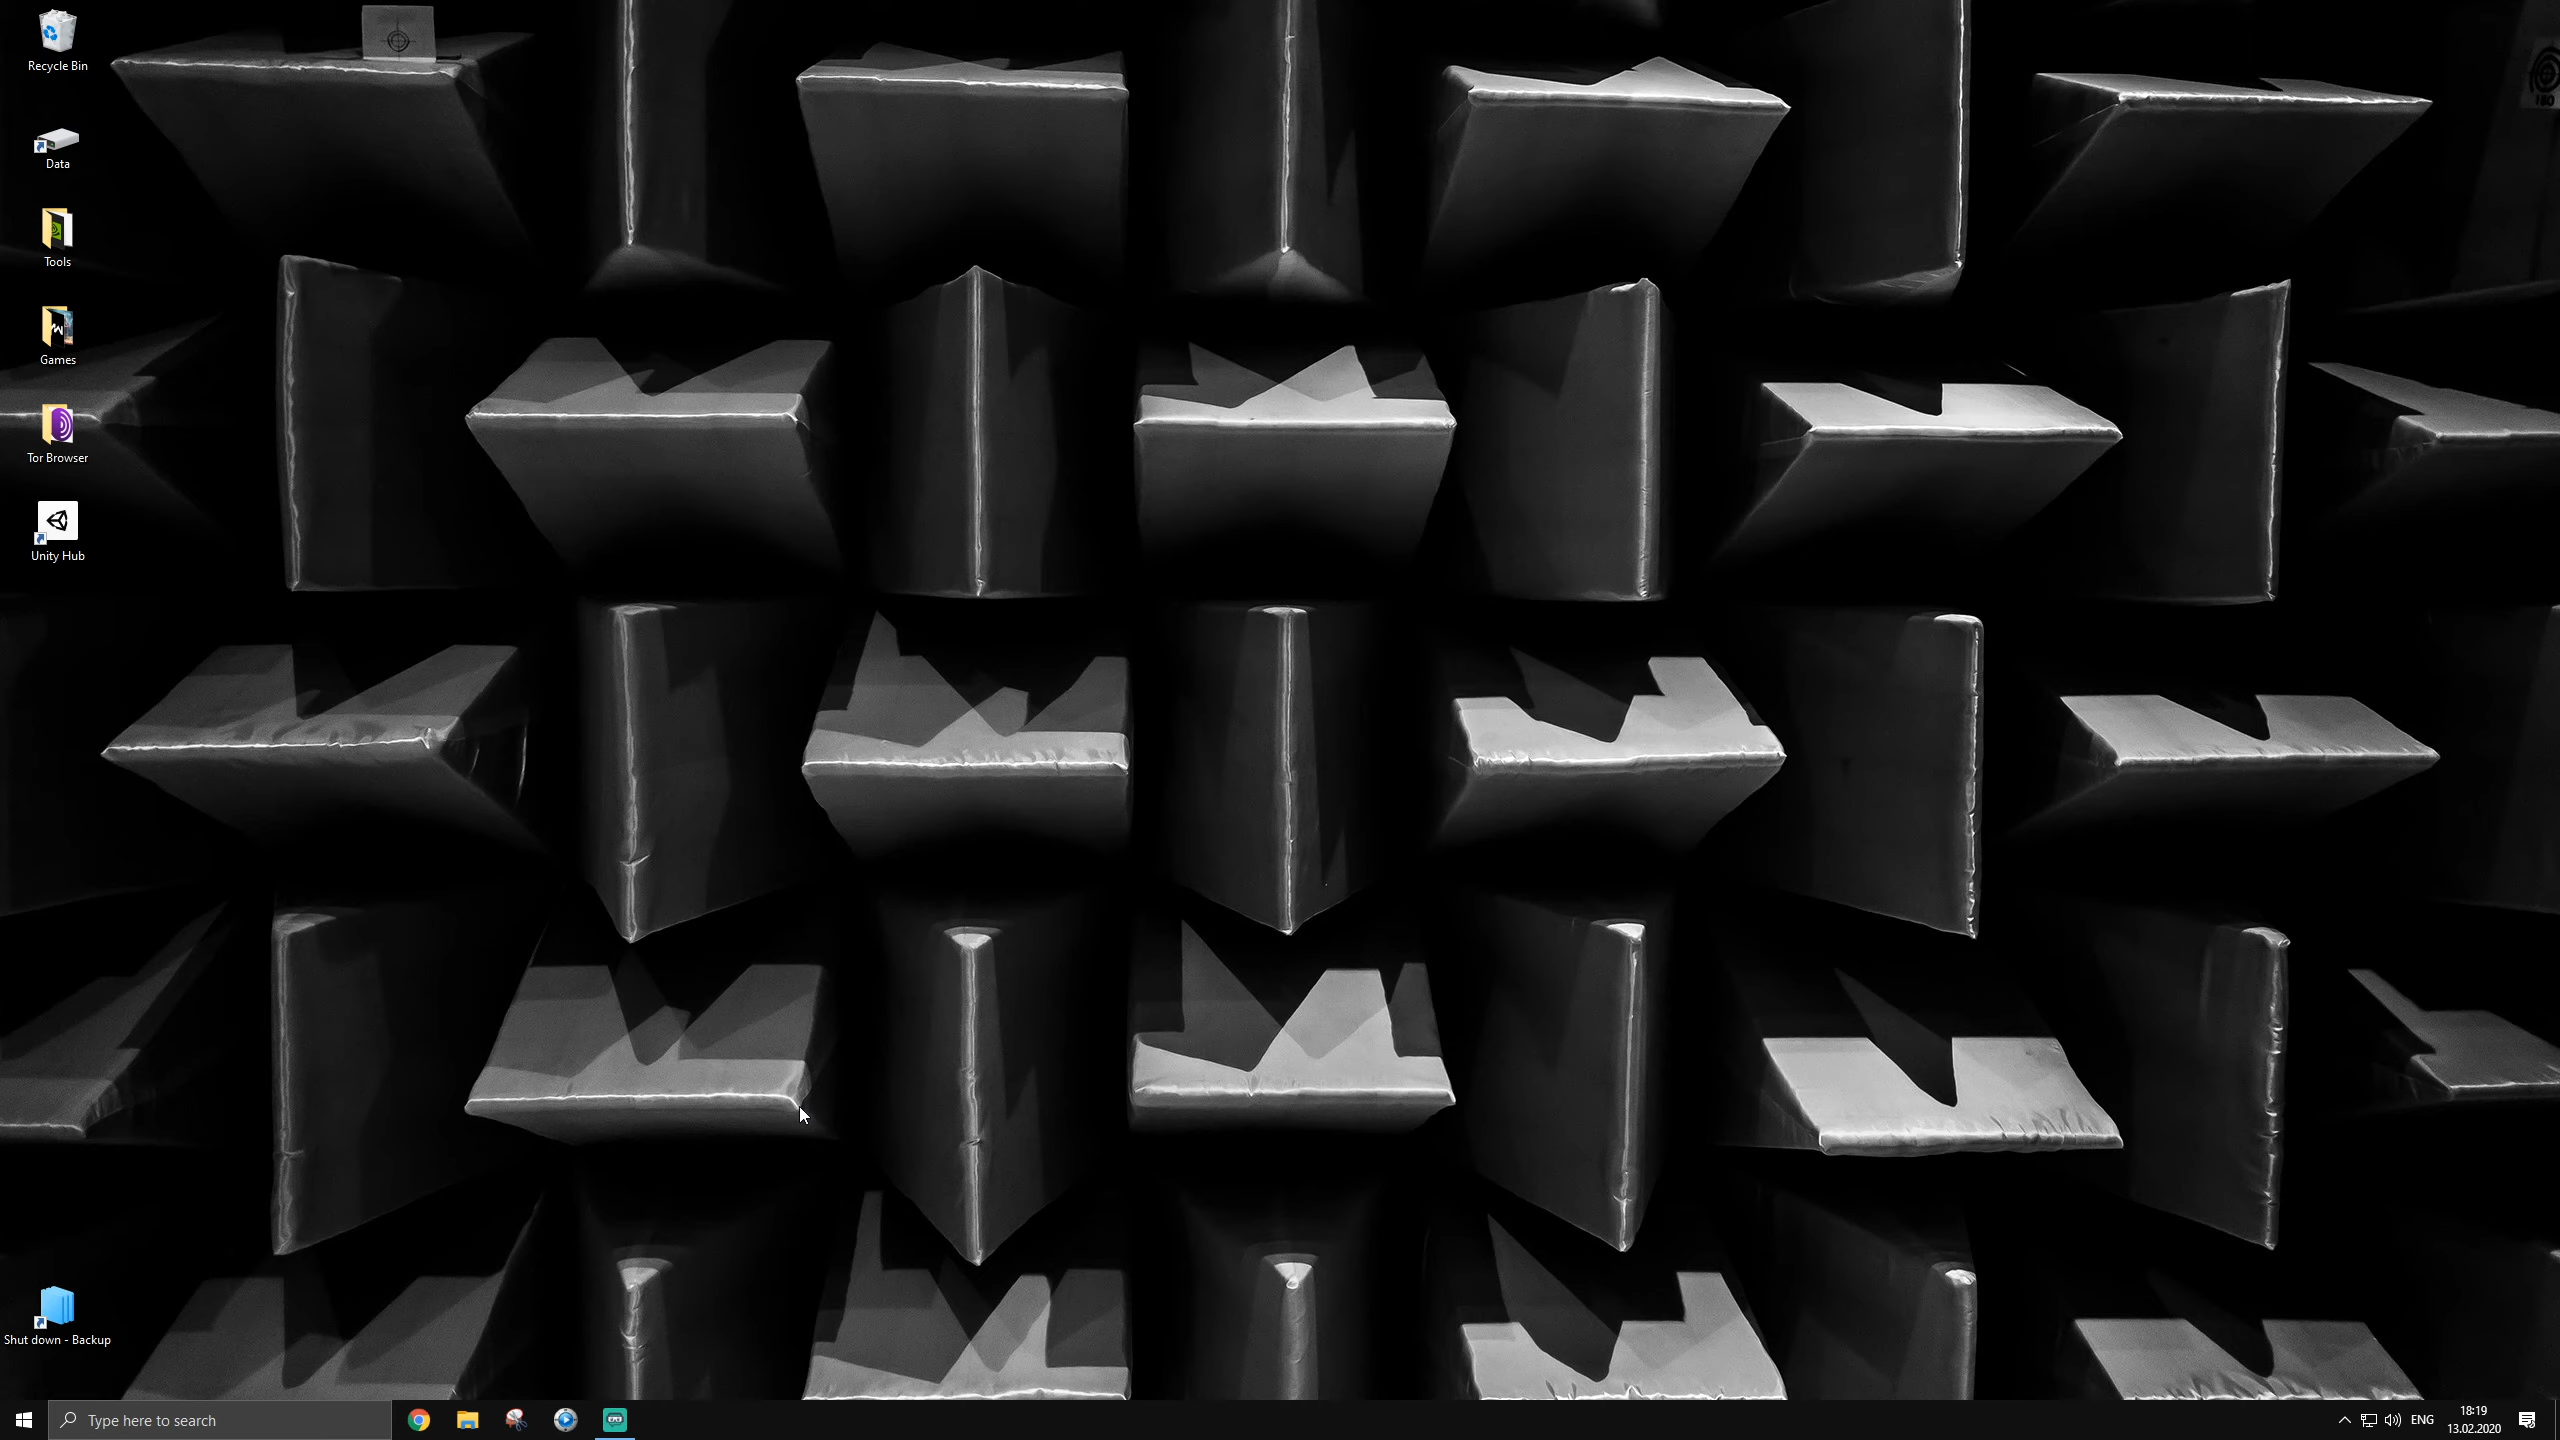 Recycle Bin
Data
Tools
Games
Tor Browser
Unity Hub
Shut down - Backup
Type here to search
ENG
18:19
13.02.2020